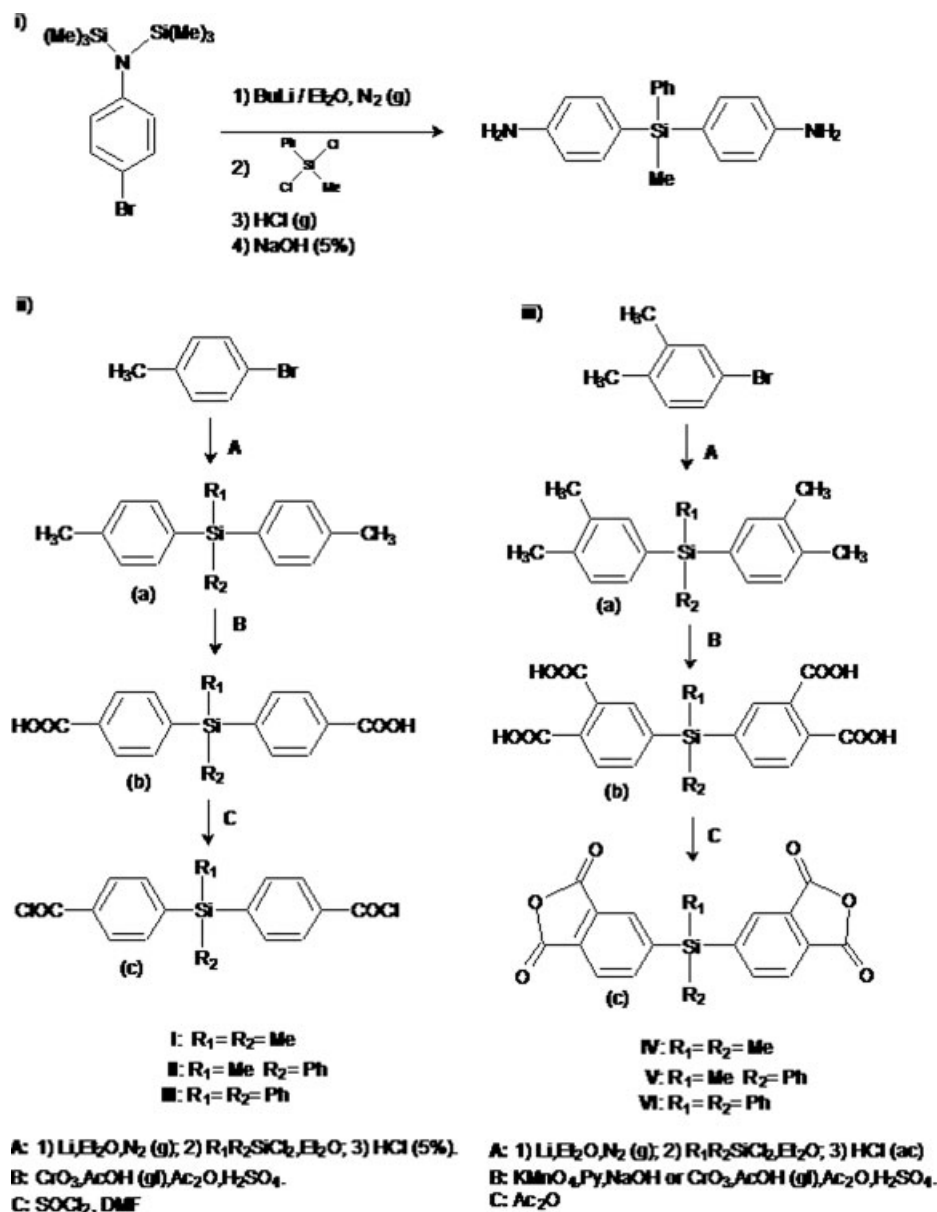 i)
(Me)₃Si Si(Me)₃
N
Br
1) BuLi / Et₂O, N₂ (g)
2)
Ph Cl
Si
Cl Me
3) HCl (g)
4) NaOH (5%)
Ph
H₂N Si NH₂
Me
ii)
H₃C Br
A
R₁
H₃C Si CH₃
R₂
(a)
B
R₁
HOOC Si COOH
R₂
(b)
C
R₁
ClOC Si COCl
R₂
(c)
I: R₁= R₂= Me
II: R₁= Me R₂= Ph
III: R₁= R₂= Ph
A: 1) Li,Et₂O,N₂ (g); 2) R₁R₂SiCl₂,Et₂O; 3) HCl (5%).
B: CrO₃,AcOH (gl),Ac₂O,H₂SO₄.
C: SOCl₂, DMF
iii)
H₃C
H₃C Br
A
H₃C R₁ CH₃
H₃C Si CH₃
R₂
(a)
B
HOOC R₁ COOH
HOOC Si COOH
R₂
(b)
C
O O
O R₁ O
Si
O R₂ O
(c)
IV: R₁= R₂= Me
V: R₁= Me R₂= Ph
VI: R₁= R₂= Ph
A: 1) Li,Et₂O,N₂ (g); 2) R₁R₂SiCl₂,Et₂O; 3) HCl (ac)
B: KMnO₄,Py,NaOH or CrO₃,AcOH (gl),Ac₂O,H₂SO₄.
C: Ac₂O